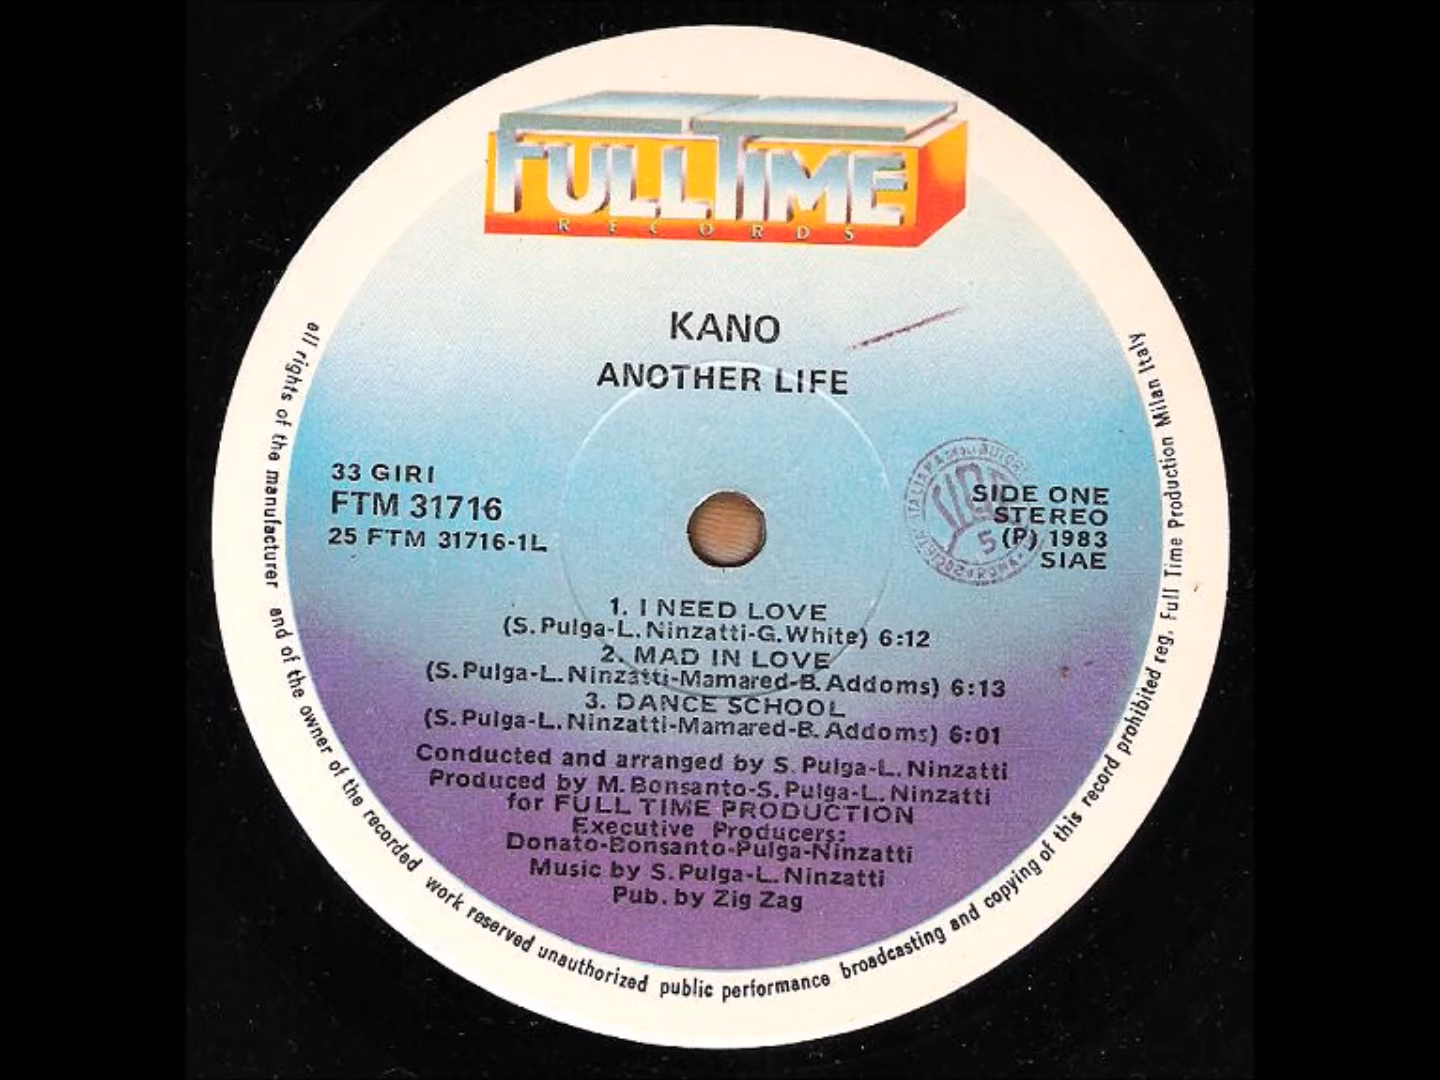 FULLTIME
RECORDS
KANO
ANOTHER LIFE
33 GIRI
FTM 31716
25 FTM 31716-1L
SIDE ONE
STEREO
(P) 1983
SIAE
1. I NEED LOVE
(S. Pulga-L. Ninzatti-G. White) 6:12
2. MAD IN LOVE
(S. Pulga-L. Ninzatti-Mamared-B. Addoms) 6:13
3. DANCE SCHOOL
(S. Pulga-L. Ninzatti-Mamared-B. Addoms) 6:01
Conducted and arranged by S. Pulga-L. Ninzatti
Produced by M. Bonsanto-S. Pulga-L. Ninzatti
for FULL TIME PRODUCTION
Executive Producers:
Donato-Bonsanto-Pulga-Ninzatti
Music by S. Pulga-L. Ninzatti
Pub. by Zig Zag
all rights of the manufacturer and of the owner of the recorded work reserved unauthorized public performance broadcasting and copying of this record prohibited reg. Full Time Production Milan Italy